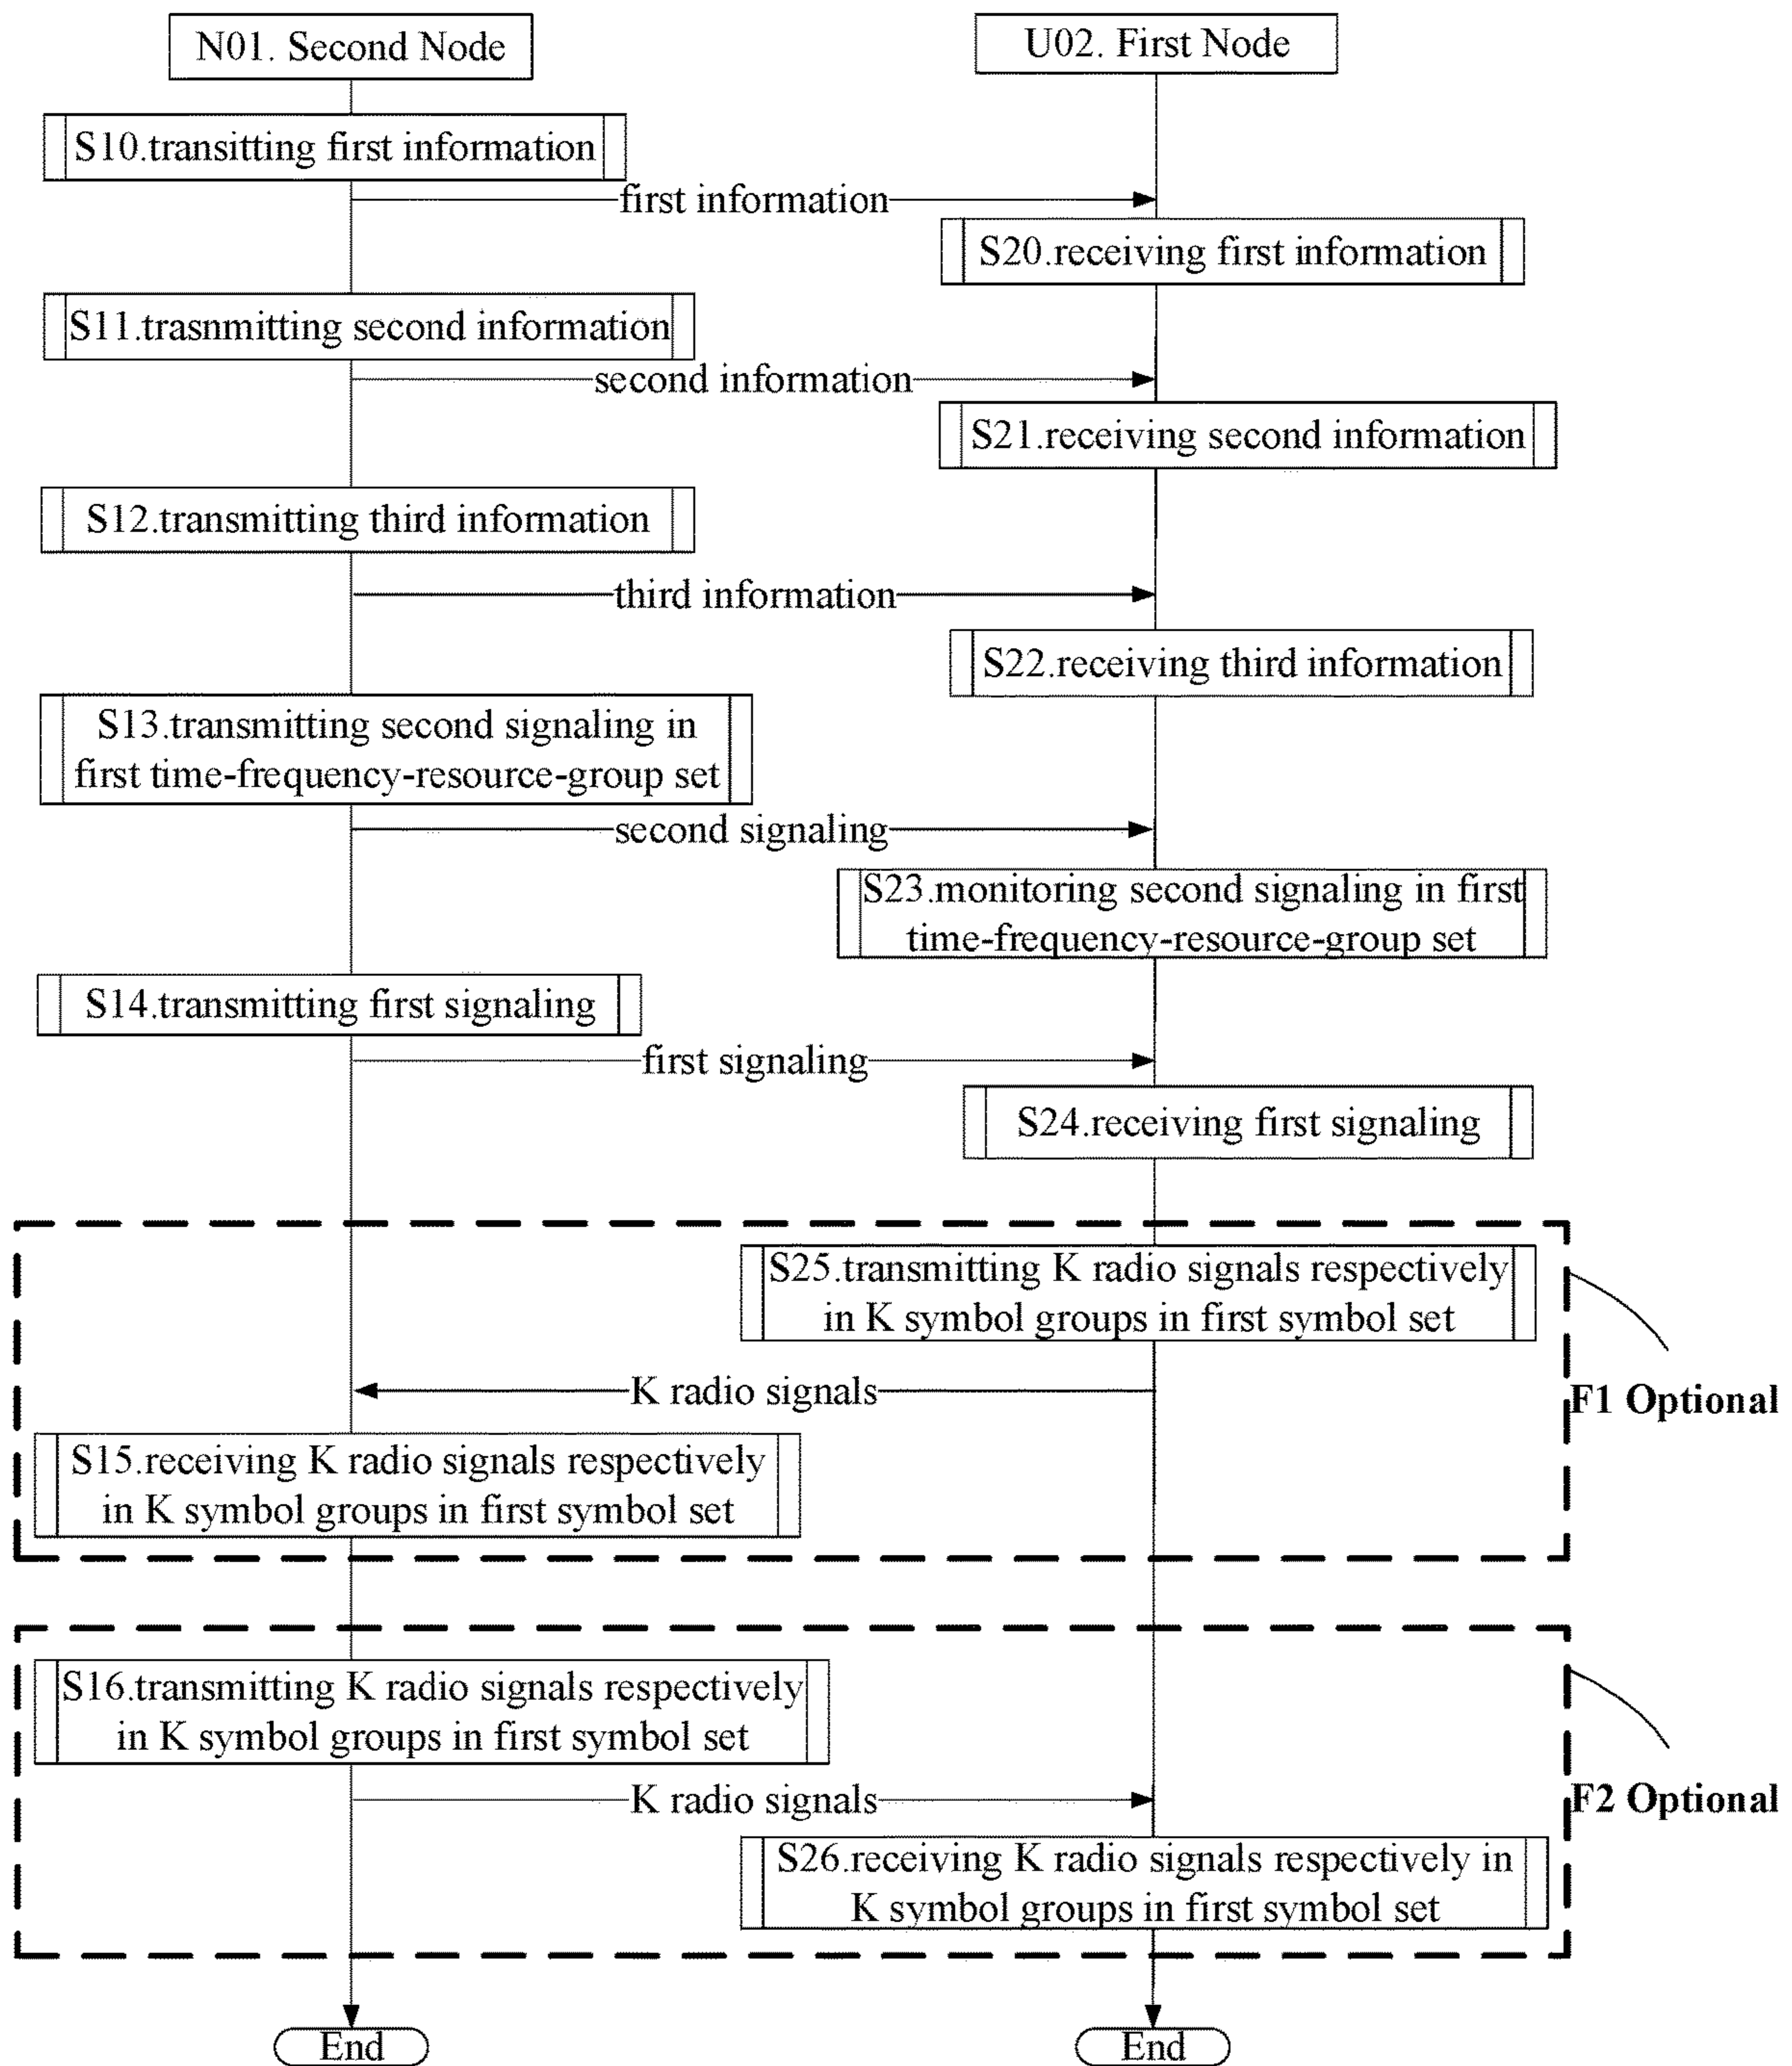 N01. Second Node
U02. First Node
S10.transitting first information
first information
S20.receiving first information
S11.trasnmitting second information
second information
S21.receiving second information
S12.transmitting third information
third information
S22.receiving third information
S13.transmitting second signaling in
first time-frequency-resource-group set
second signaling
S23.monitoring second signaling in first
time-frequency-resource-group set
S14.transmitting first signaling
first signaling
S24.receiving first signaling
S25.transmitting K radio signals respectively
in K symbol groups in first symbol set
K radio signals
F1 Optional
S15.receiving K radio signals respectively
in K symbol groups in first symbol set
S16.transmitting K radio signals respectively
in K symbol groups in first symbol set
K radio signals
F2 Optional
S26.receiving K radio signals respectively in
K symbol groups in first symbol set
End
End